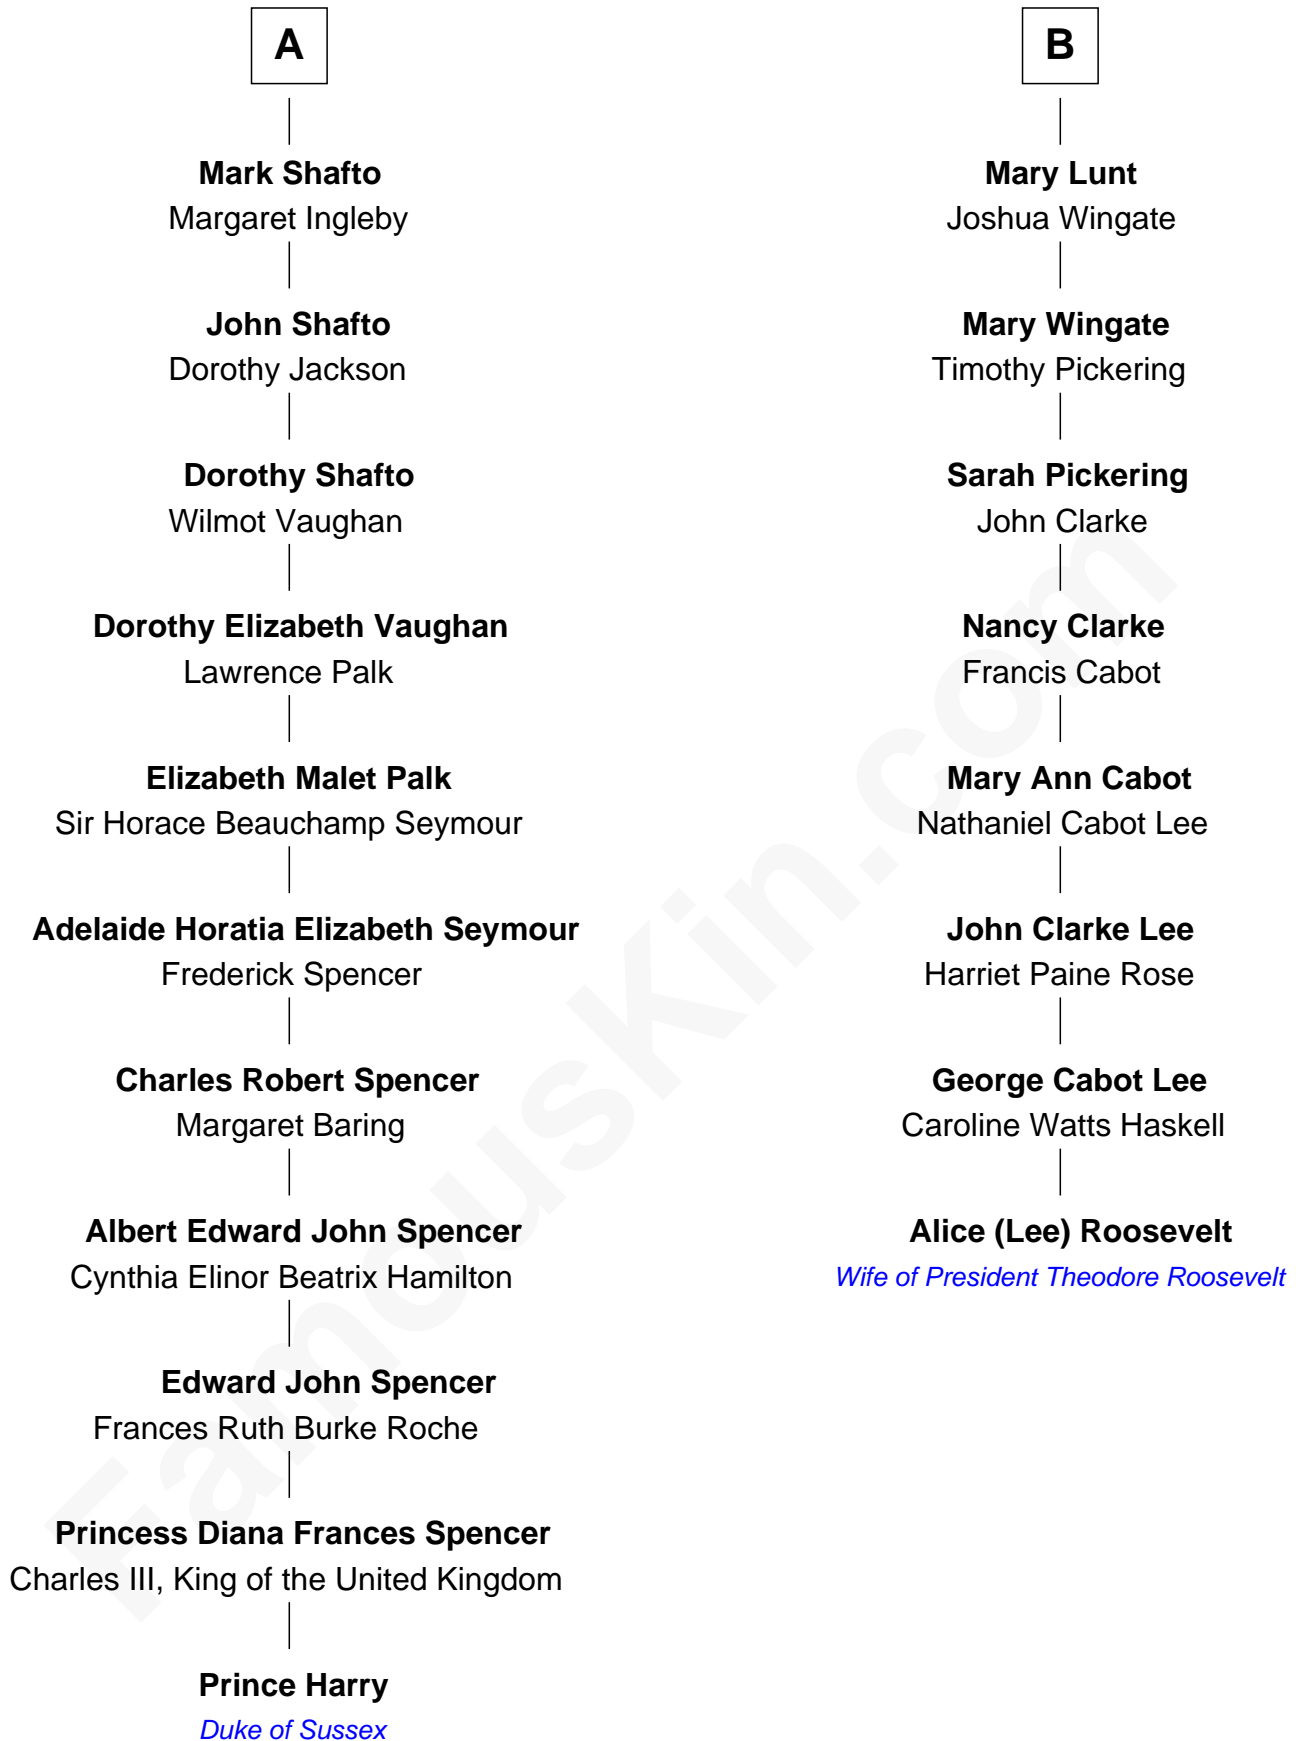 A
Mark Shafto
Margaret Ingleby
John Shafto
Dorothy Jackson
Dorothy Shafto
Wilmot Vaughan
Dorothy Elizabeth Vaughan
Lawrence Palk
Elizabeth Malet Palk
Sir Horace Beauchamp Seymour
Adelaide Horatia Elizabeth Seymour
Frederick Spencer
Charles Robert Spencer
Margaret Baring
Albert Edward John Spencer
Cynthia Elinor Beatrix Hamilton
Edward John Spencer
Frances Ruth Burke Roche
Princess Diana Frances Spencer
Charles III, King of the United Kingdom
Prince Harry
Duke of Sussex
B
Mary Lunt
Joshua Wingate
Mary Wingate
Timothy Pickering
Sarah Pickering
John Clarke
Nancy Clarke
Francis Cabot
Mary Ann Cabot
Nathaniel Cabot Lee
John Clarke Lee
Harriet Paine Rose
George Cabot Lee
Caroline Watts Haskell
Alice (Lee) Roosevelt
Wife of President Theodore Roosevelt
FamousKin.com